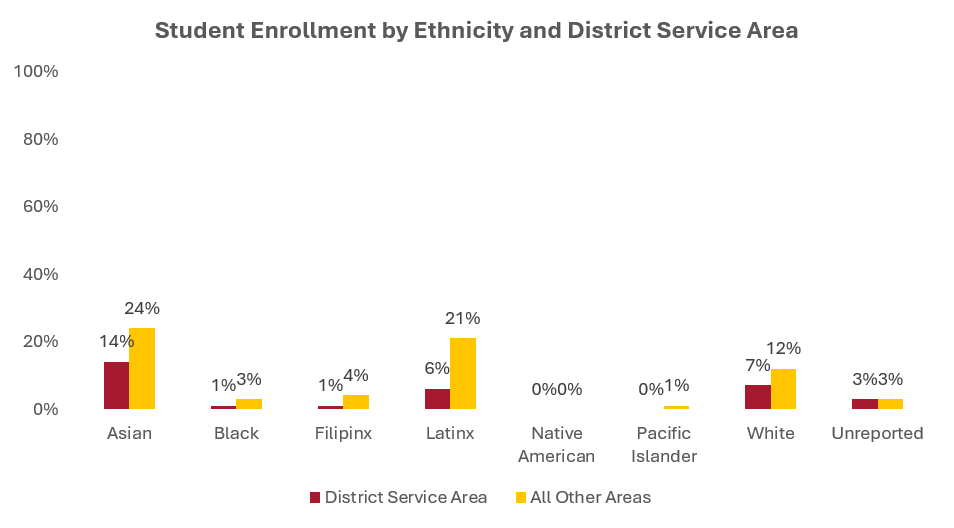 Student Enrollment by Ethnicity and District Service Area
100%
80%
60%
40%
20%
0%
14%
24%
1%
3%
1%
4%
6%
21%
0%
0%
0%
1%
7%
12%
3%
3%
Asian
Black
Filipinx
Latinx
Native
American
Pacific
Islander
White
Unreported
District Service Area
All Other Areas